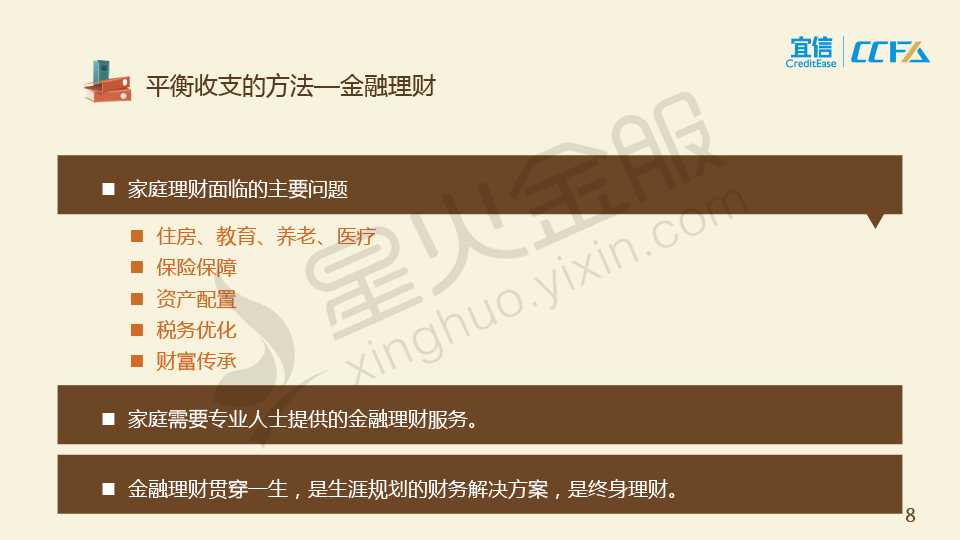 宜信
CreditEase
CCFA
平衡收支的方法—金融理财
家庭理财面临的主要问题
住房、教育、养老、医疗
保险保障
资产配置
税务优化
财富传承
家庭需要专业人士提供的金融理财服务。
金融理财贯穿一生，是生涯规划的财务解决方案，是终身理财。
星火金服
xinghuo.yixin.com
8